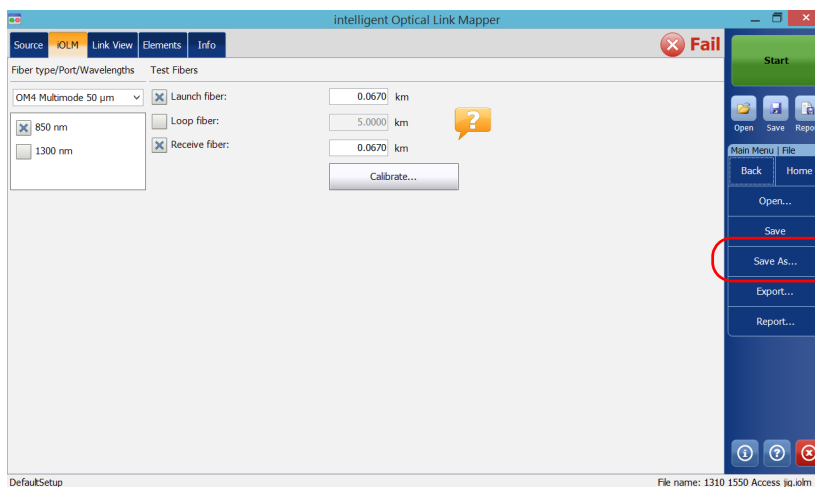 intelligent Optical Link Mapper
Source iOLM Link View Elements Info
Fail
Start
Fiber type/Port/Wavelengths Test Fibers
OM4 Multimode 50 µm
Launch fiber: 0.0670 km
850 nm
Loop fiber: 5.0000 km
1300 nm
Receive fiber: 0.0670 km
Calibrate...
?
Open Save Repo
Main Menu | File
Back Home
Open...
Save
Save As...
Export...
Report...
DefaultSetup
File name: 1310 1550 Access jig.iolm